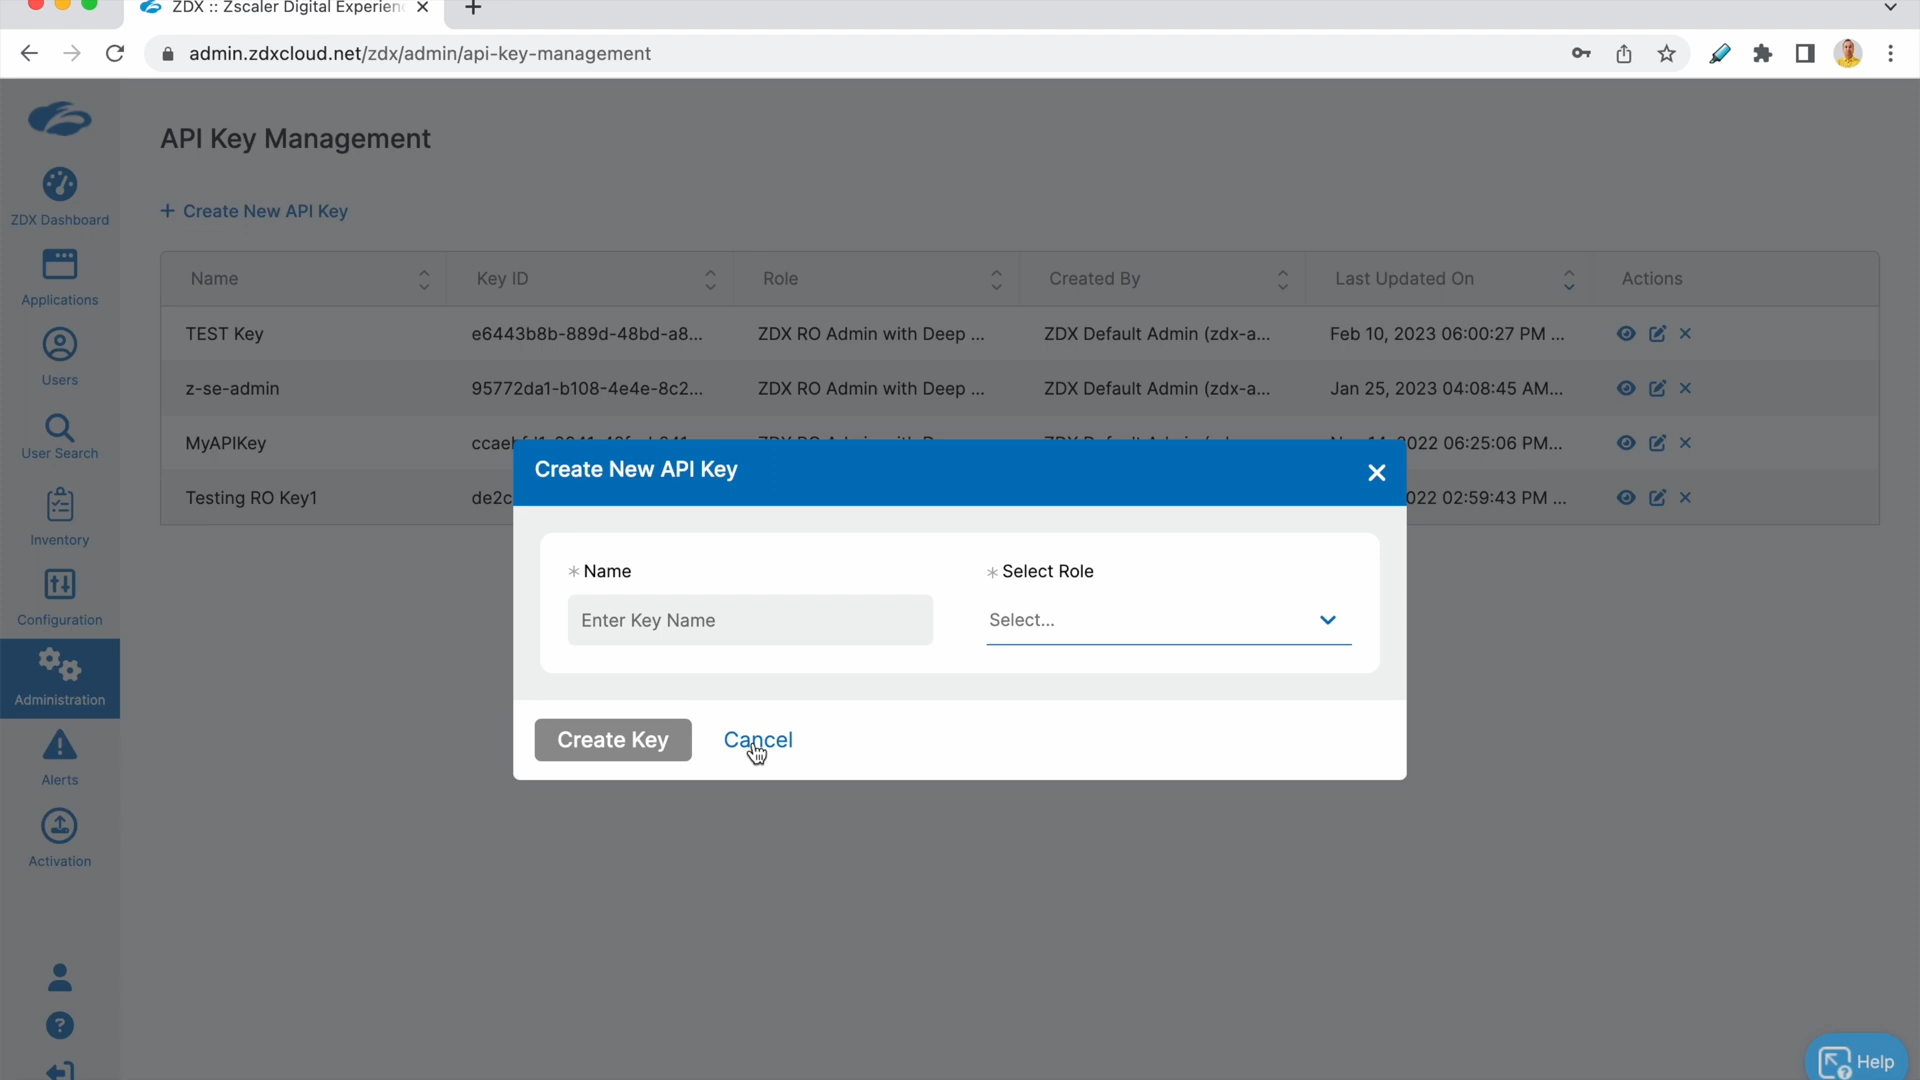 ZDX :: Zscaler Digital Experien
admin.zdxcloud.net/zdx/admin/api-key-management
API Key Management
+ Create New API Key
ZDX Dashboard
Applications
Users
User Search
Inventory
Configuration
Administration
Alerts
Activation
Name Key ID Role Created By Last Updated On Actions
TEST Key e6443b8b-889d-48bd-a8... ZDX RO Admin with Deep ... ZDX Default Admin (zdx-a... Feb 10, 2023 06:00:27 PM ...
z-se-admin 95772da1-b108-4e4e-8c2... ZDX RO Admin with Deep ... ZDX Default Admin (zdx-a... Jan 25, 2023 04:08:45 AM...
MyAPIKey 022 06:25:06 PM...
Testing RO Key1 de2c 022 02:59:43 PM ...
Create New API Key
* Name
Enter Key Name
* Select Role
Select...
Create Key
Cancel
Help